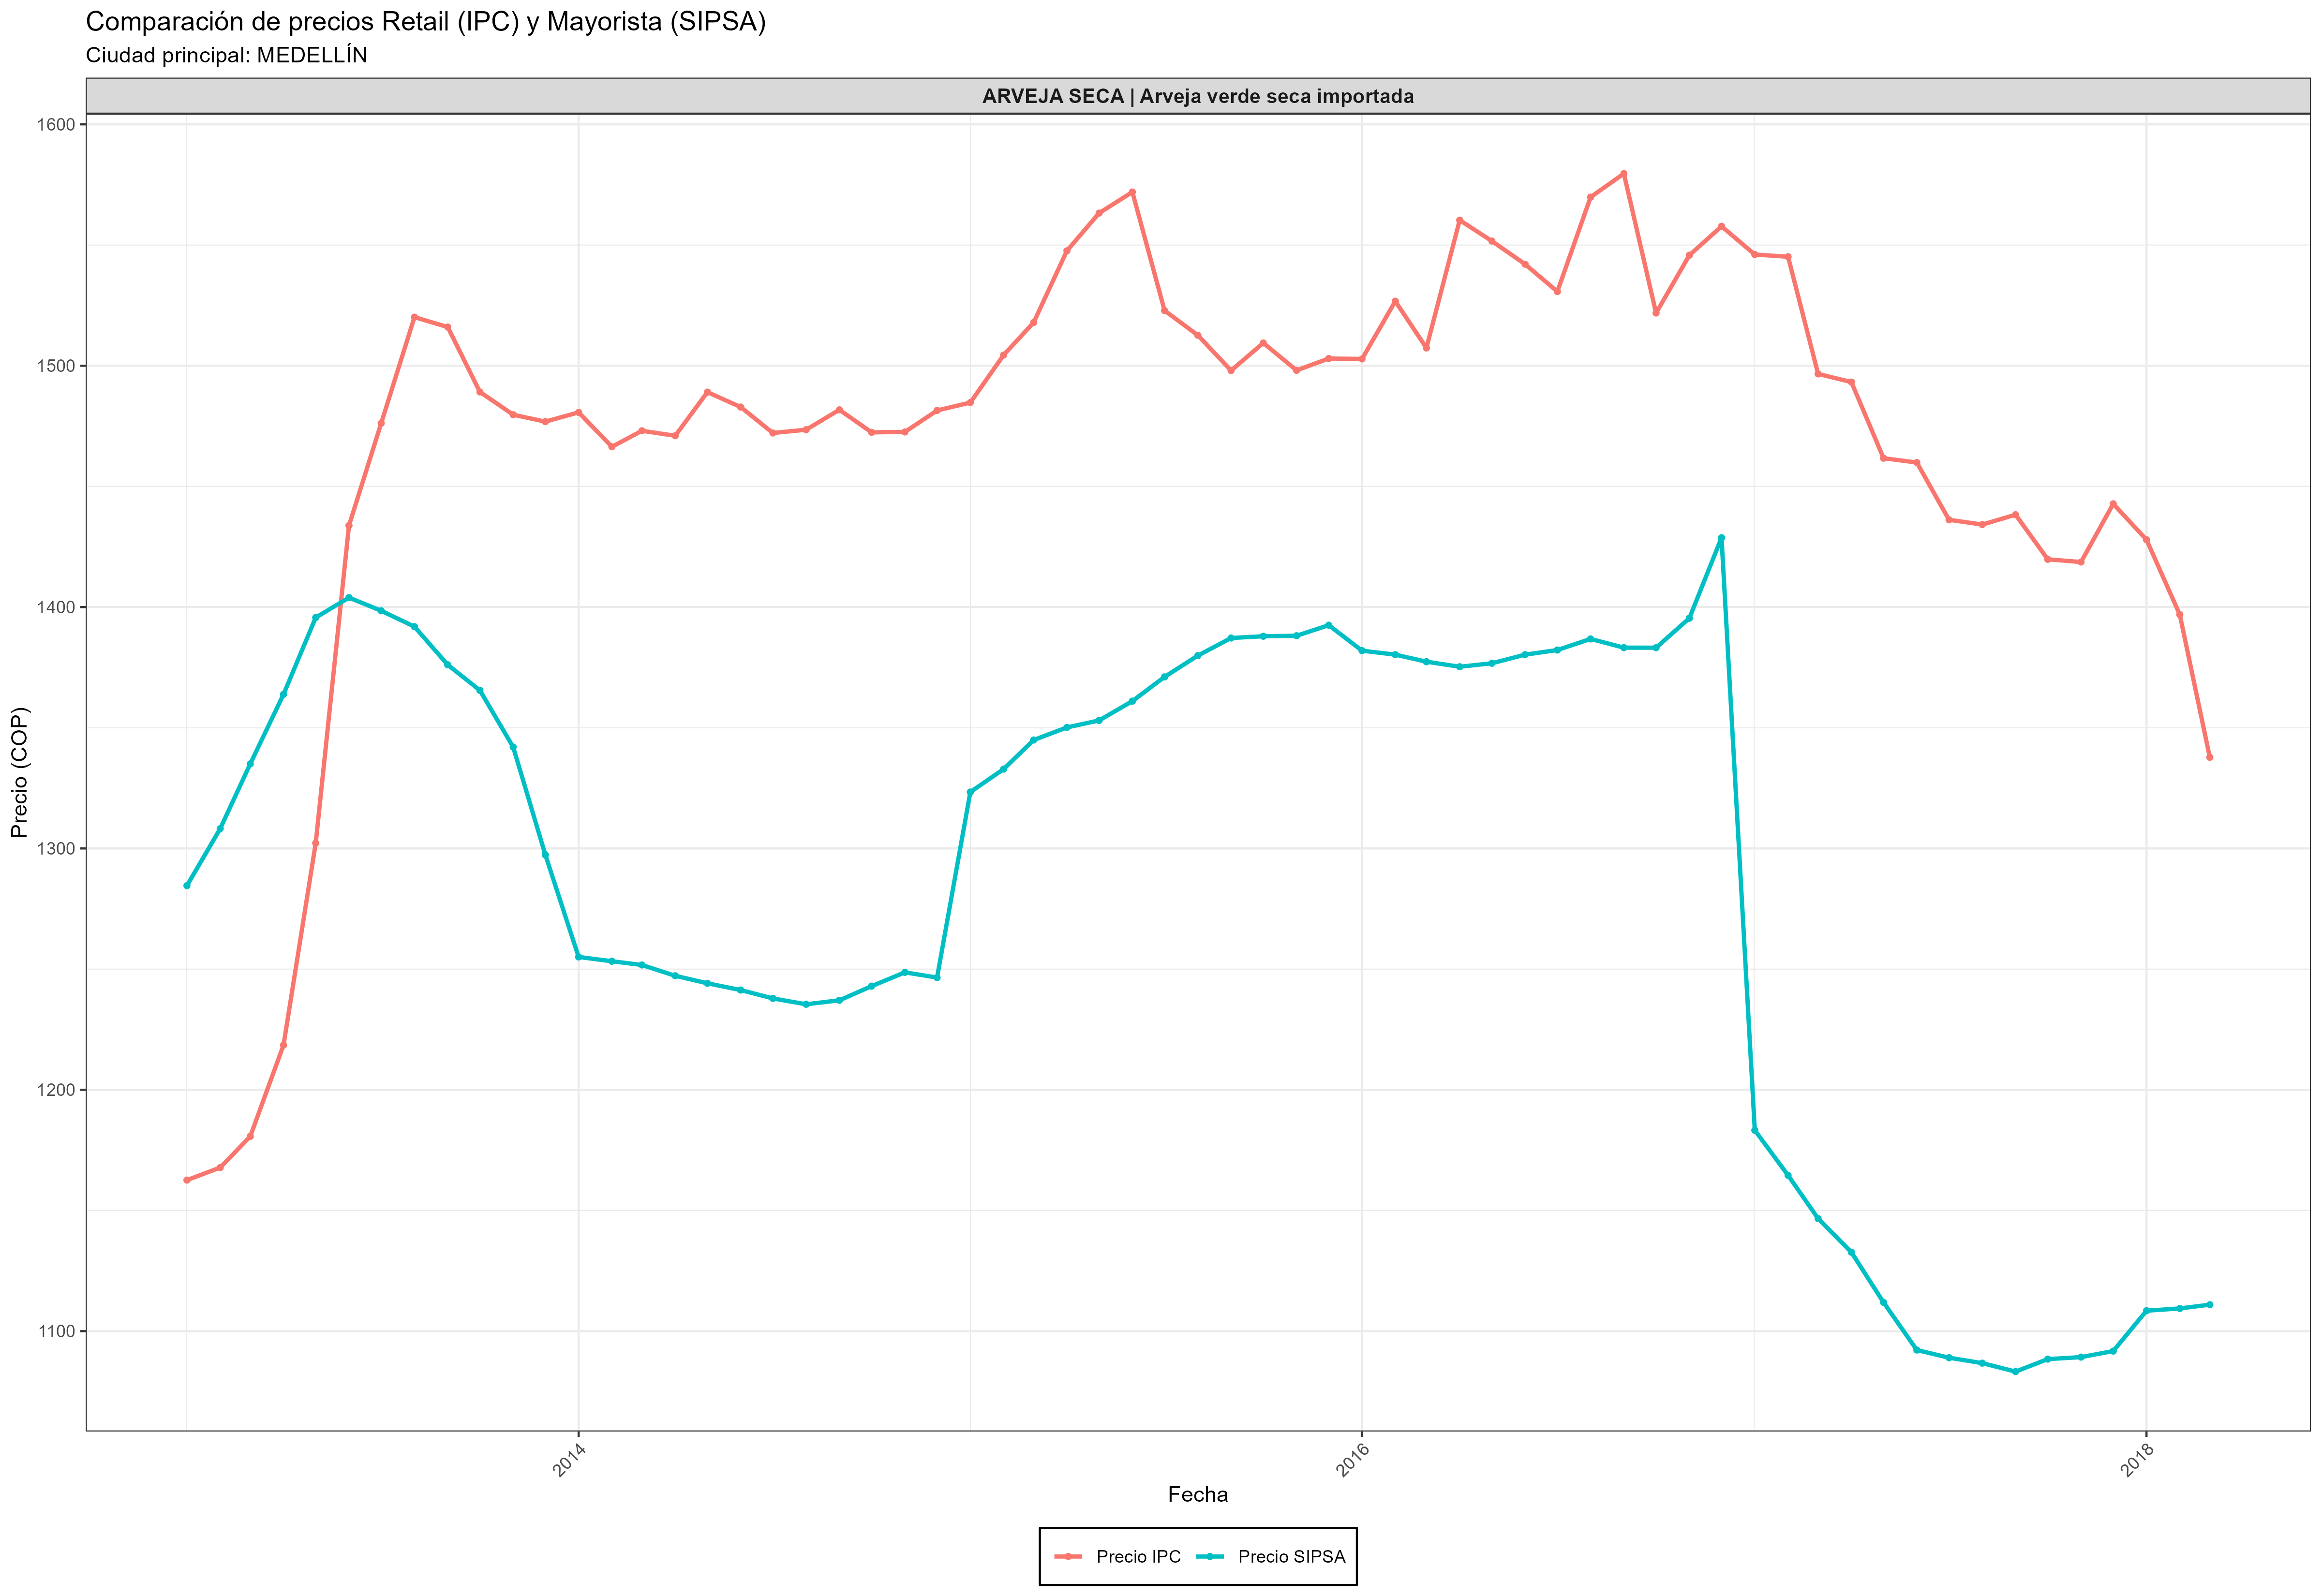 Comparación de precios Retail (IPC) y Mayorista (SIPSA)
Ciudad principal: MEDELLÍN
ARVEJA SECA | Arveja verde seca importada
1600
1500
1400
1300
1200
1100
Precio (COP)
2014
2016
2018
Fecha
Precio IPC
Precio SIPSA